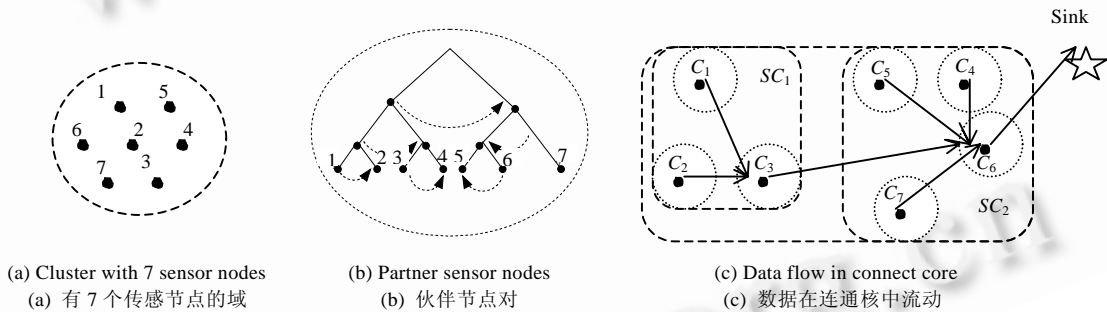 Sink
1 5
6 2 4
7 3
1 2 3 4 5 6 7
C1 SC1 C5 C4
C2 C3 C6
C7 SC2
(a) Cluster with 7 sensor nodes (b) Partner sensor nodes (c) Data flow in connect core
(a) 有 7 个传感节点的域 (b) 伙伴节点对 (c) 数据在连通核中流动